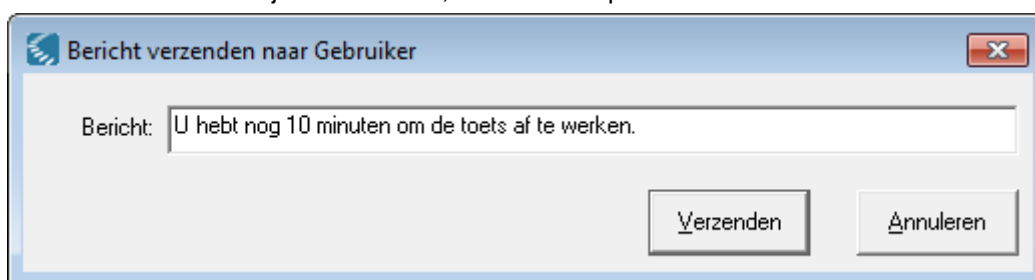 Bericht verzenden naar Gebruiker
Bericht: U hebt nog 10 minuten om de toets af te werken.
Verzenden Annuleren